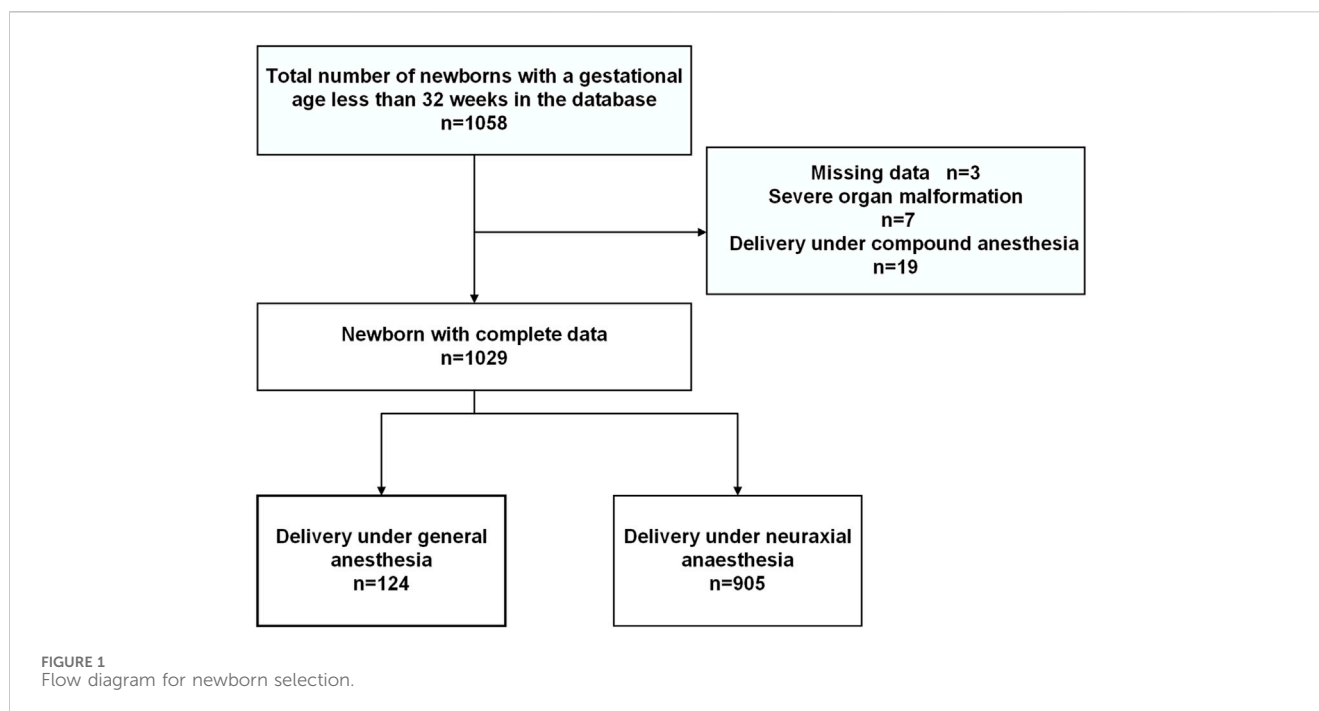 Total number of newborns with a gestational
age less than 32 weeks in the database
n=1058
Missing data n=3
Severe organ malformation
n=7
Delivery under compound anesthesia
n=19
Newborn with complete data
n=1029
Delivery under general
anesthesia
n=124
Delivery under neuraxial
anaesthesia
n=905
FIGURE 1
Flow diagram for newborn selection.